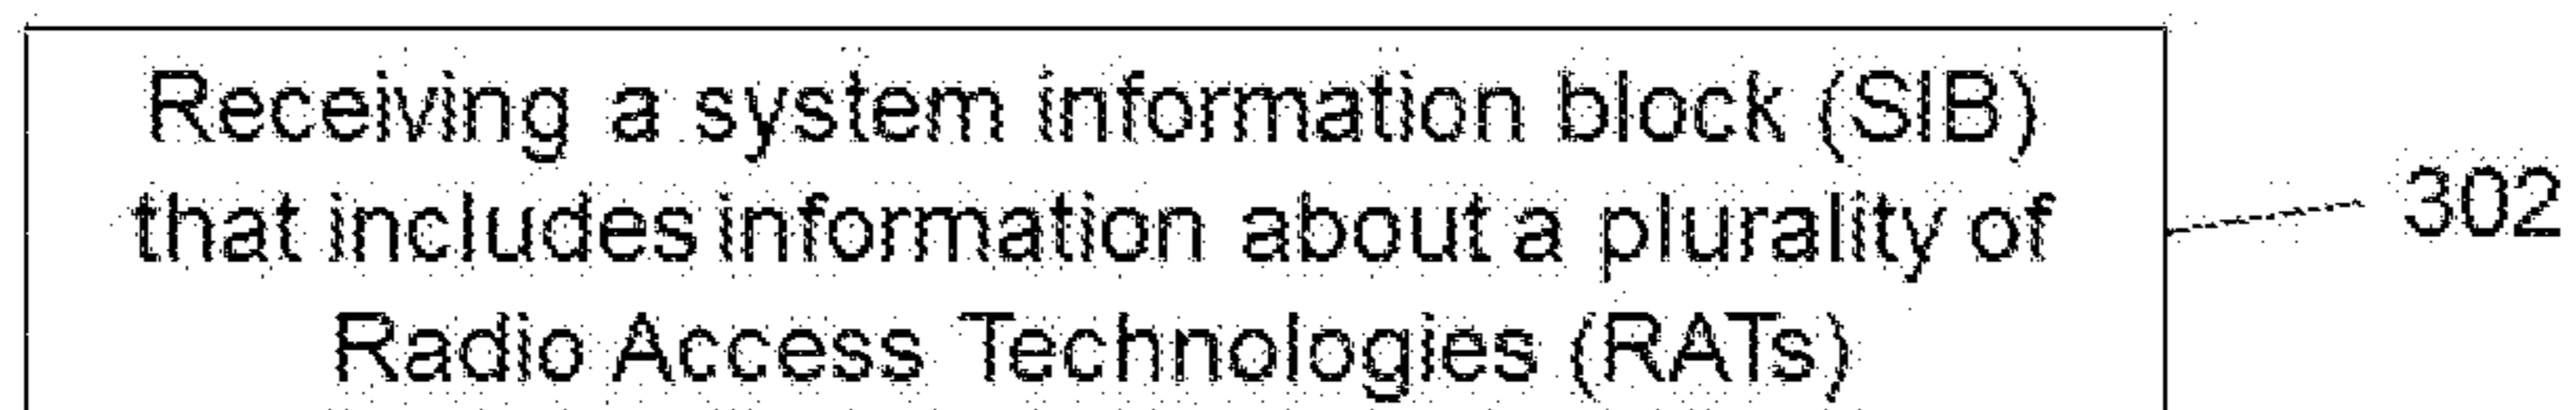 Receiving a system information block (SIB)
that includes information about a plurality of
Radio Access Technologies (RATs)
302